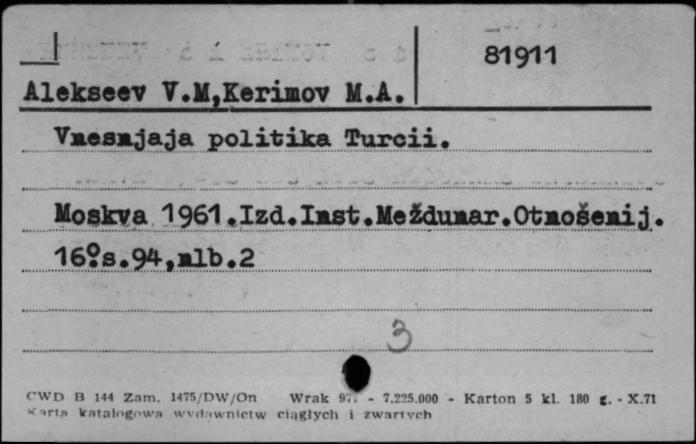 81911
Alekseev V.M,Kerimov M.A.
Vnesnjaja politika Turcii.
Moskva 1961.Izd.Inst.Meždunar.Otnošenij.
16°s.94,nlb.2
3
CWD B 144 Zam. 1475/DW/On Wrak - 7.225.000 - Karton 5 kl. 180 g. - X.71
Karta katalogowa wydawnictw ciągłych i zwartych